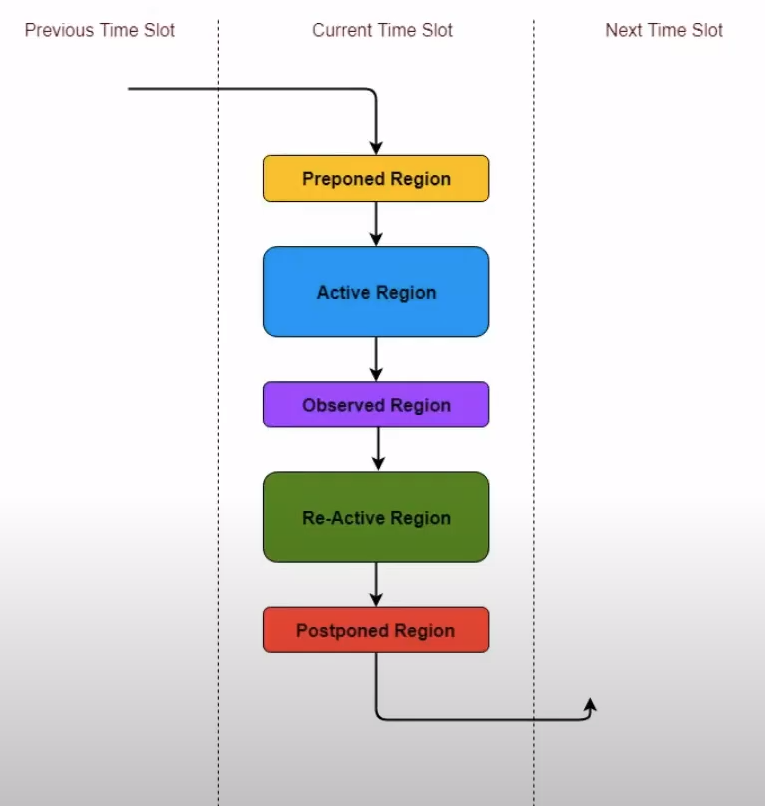 Previous Time Slot
Current Time Slot
Next Time Slot
Preponed Region
Active Region
Observed Region
Re-Active Region
Postponed Region